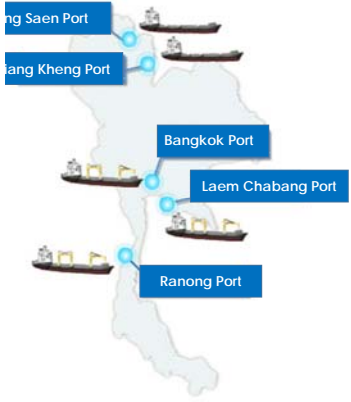 ng Saen Port
iang Kheng Port
Bangkok Port
Laem Chabang Port
Ranong Port